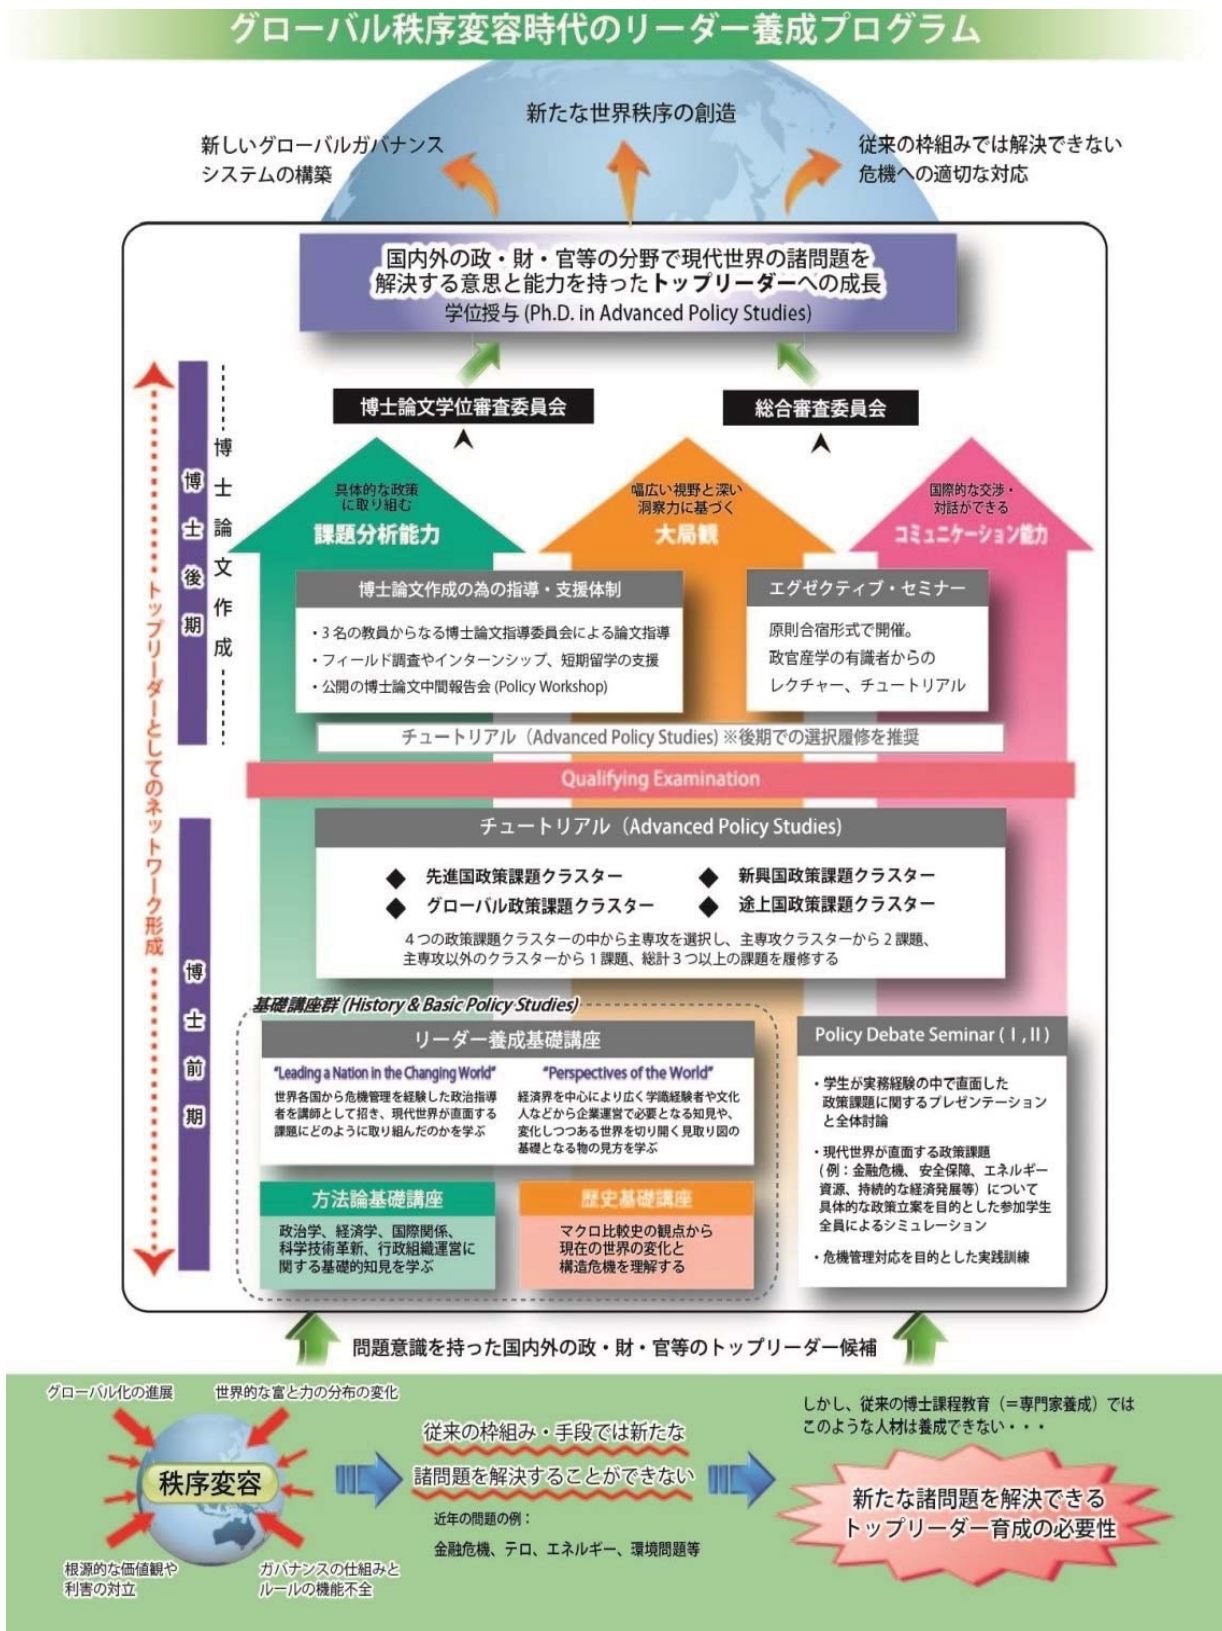 グローバル秩序変容時代のリーダー養成プログラム
新たな世界秩序の創造
新しいグローバルガバナンス
システムの構築
従来の枠組みでは解決できない
危機への適切な対応
国内外の政・財・官等の分野で現代世界の諸問題を
解決する意思と能力を持ったトップリーダーへの成長
学位授与 (Ph.D. in Advanced Policy Studies)
博士論文学位審査委員会
総合審査委員会
トップリーダーとしてのネットワーク形成
博士後期
博士論文作成
具体的な政策
に取り組む
課題分析能力
幅広い視野と深い
洞察力に基づく
大局観
国際的な交渉・
対話ができる
コミュニケーション能力
博士論文作成の為の指導・支援体制
・3名の教員からなる博士論文指導委員会による論文指導
・フィールド調査やインターンシップ、短期留学の支援
・公開の博士論文中間報告会 (Policy Workshop)
エグゼクティブ・セミナー
原則合宿形式で開催。
政官産学の有識者からの
レクチャー、チュートリアル
チュートリアル（Advanced Policy Studies) ※後期での選択履修を推奨
Qualifying Examination
博士前期
チュートリアル（Advanced Policy Studies)
◆ 先進国政策課題クラスター
◆ 新興国政策課題クラスター
◆ グローバル政策課題クラスター
◆ 途上国政策課題クラスター
4つの政策課題クラスターの中から主専攻を選択し、主専攻クラスターから2課題、
主専攻以外のクラスターから1課題、総計3つ以上の課題を履修する
基礎講座群 (History & Basic Policy Studies)
リーダー養成基礎講座
"Leading a Nation in the Changing World"
世界各国から危機管理を経験した政治指導
者を講師として招き、現代世界が直面する
課題にどのように取り組んだのかを学ぶ
"Perspectives of the World"
経済界を中心により広く学識経験者や文化
人などから企業運営で必要となる知見や、
変化しつつある世界を切り開く見取り図の
基礎となる物の見方を学ぶ
方法論基礎講座
政治学、経済学、国際関係、
科学技術革新、行政組織運営に
関する基礎的知見を学ぶ
歴史基礎講座
マクロ比較史の観点から
現在の世界の変化と
構造危機を理解する
Policy Debate Seminar ( I , II )
・学生が実務経験の中で直面した
政策課題に関するプレゼンテーション
と全体討論
・現代世界が直面する政策課題
( 例：金融危機、安全保障、エネルギー
資源、持続的な経済発展等）について
具体的な政策立案を目的とした参加学生
全員によるシミュレーション
・危機管理対応を目的とした実践訓練
問題意識を持った国内外の政・財・官等のトップリーダー候補
グローバル化の進展
世界的な富と力の分布の変化
秩序変容
根源的な価値観や
利害の対立
ガバナンスの仕組みと
ルールの機能不全
従来の枠組み・手段では新たな
諸問題を解決することができない
近年の問題の例：
金融危機、テロ、エネルギー、環境問題等
しかし、従来の博士課程教育（＝専門家養成）では
このような人材は養成できない・・・
新たな諸問題を解決できる
トップリーダー育成の必要性